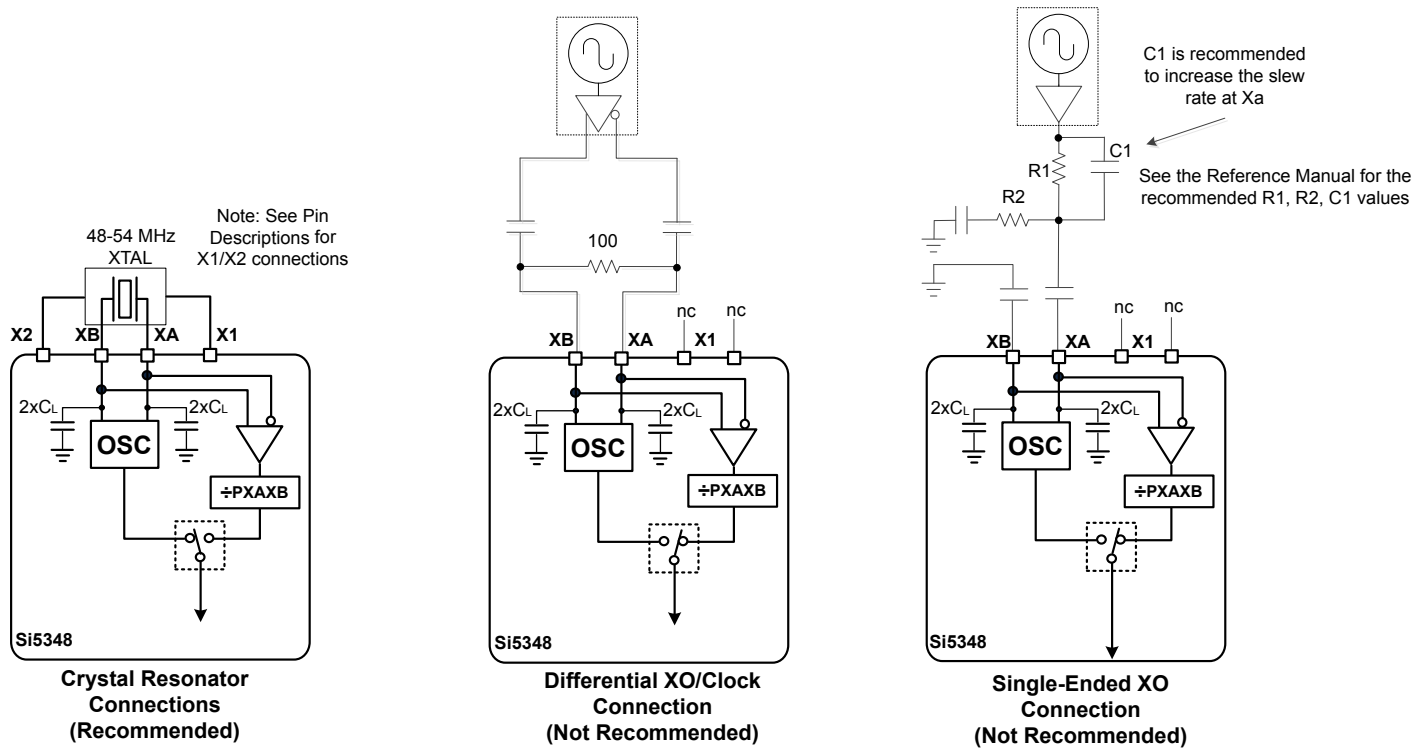 Note: See Pin
Descriptions for
X1/X2 connections
48-54 MHz
XTAL
X2
XB
XA
X1
2xCL
2xCL
OSC
÷PXAXB
Si5348
Crystal Resonator
Connections
(Recommended)
100
nc
nc
XB
XA
X1
2xCL
2xCL
OSC
÷PXAXB
Si5348
Differential XO/Clock
Connection
(Not Recommended)
C1 is recommended
to increase the slew
rate at Xa
C1
R1
See the Reference Manual for the
recommended R1, R2, C1 values
R2
nc
nc
XB
XA
X1
2xCL
2xCL
OSC
÷PXAXB
Si5348
Single-Ended XO
Connection
(Not Recommended)